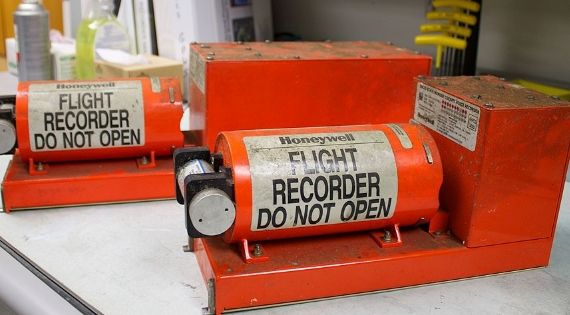 Honeywell
FLIGHT
RECORDER
DO NOT OPEN
Honeywell
FLIGHT
RECORDER
DO NOT OPEN